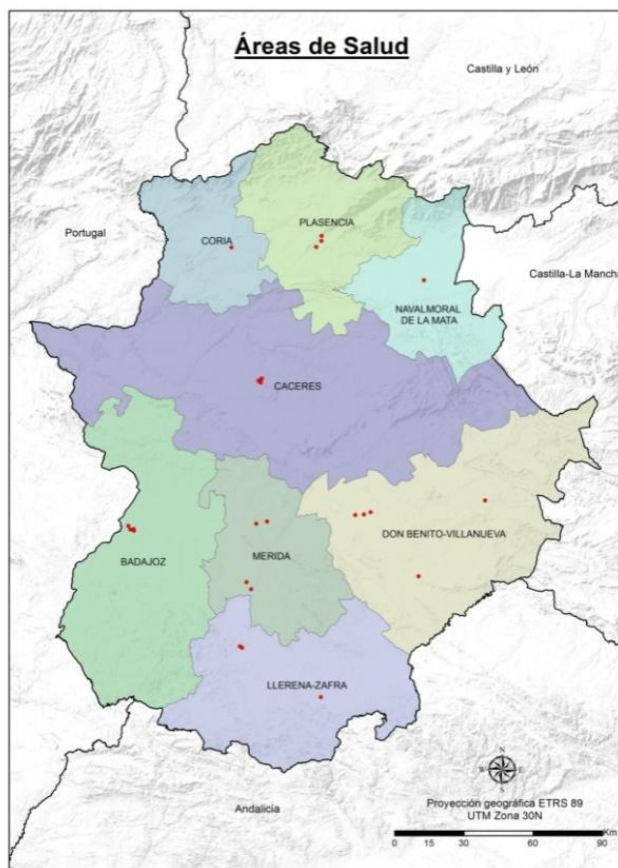 Áreas de Salud
Castilla y León
PLASENCIA
Portugal
CORIA
Castilla-La Mancha
NAVALMORAL
DE LA MATA
CACERES
DON BENITO-VILLANUEVA
BADAJOZ
MERIDA
LLERENA-ZAFRA
N
W E
S
Andalicía
Proyección geográfica ETRS 89
UTM Zona 30N
Km
0 15 30 60 90